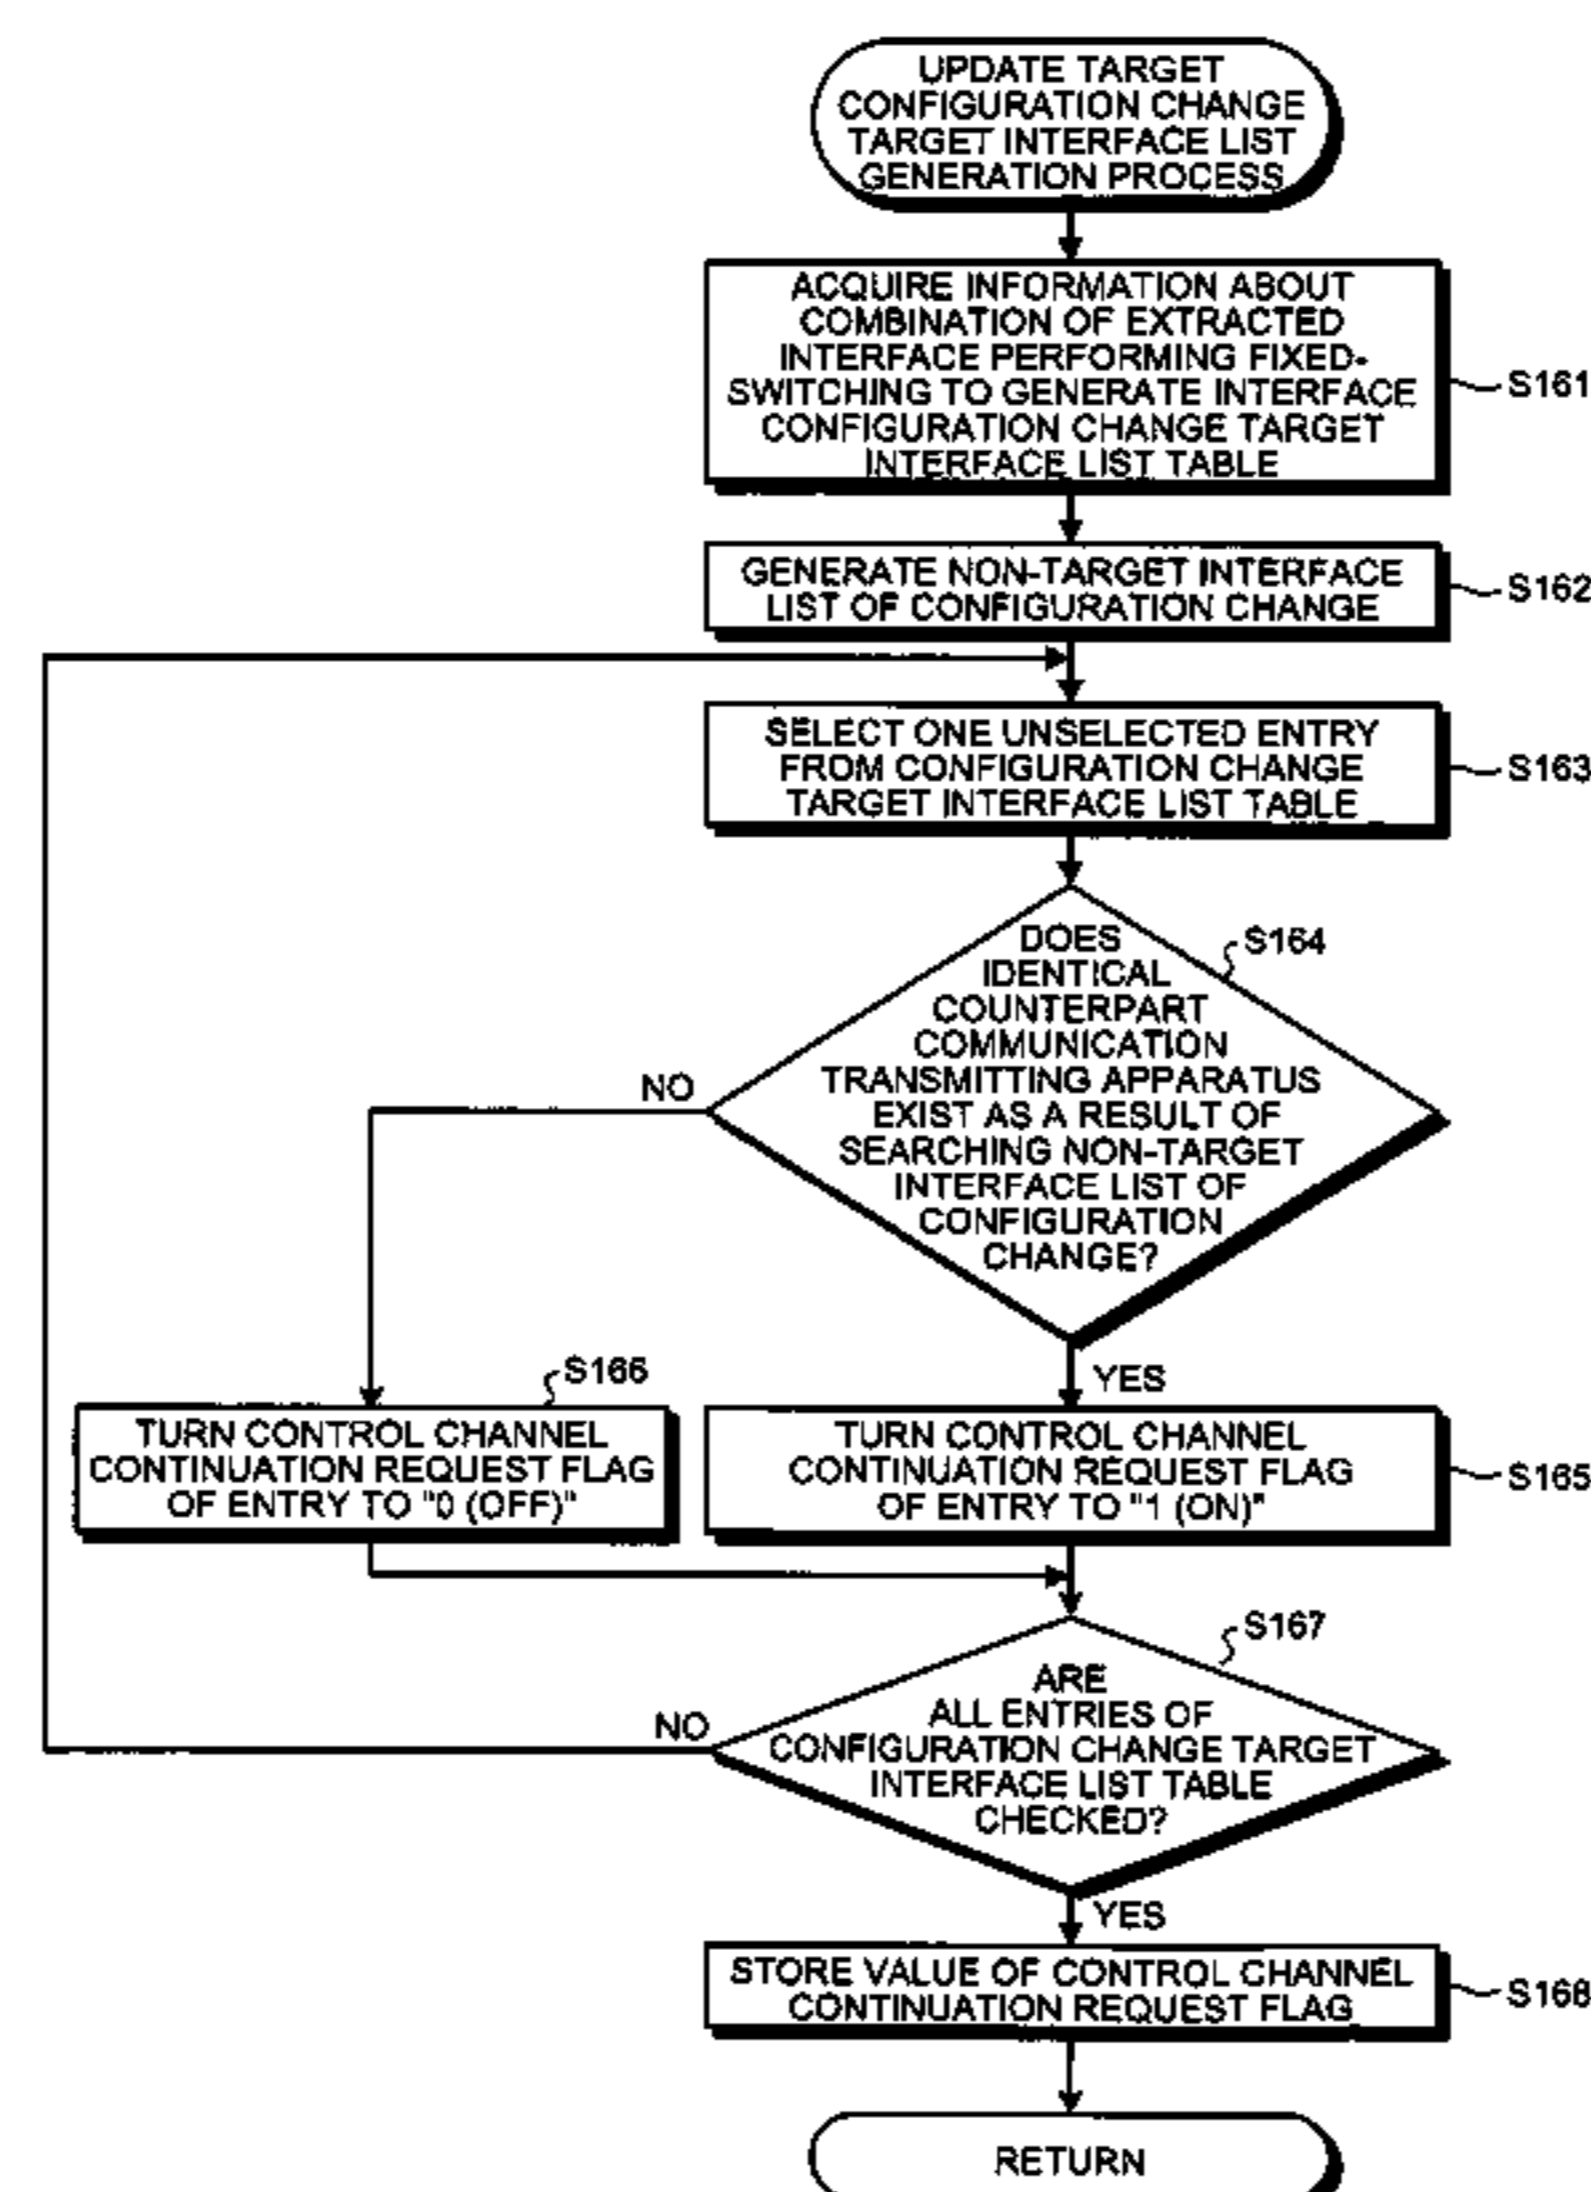 UPDATE TARGET
CONFIGURATION CHANGE
TARGET INTERFACE LIST
GENERATION PROCESS
ACQUIRE INFORMATION ABOUT
COMBINATION OF EXTRACTED
INTERFACE PERFORMING FIXED-
SWITCHING TO GENERATE INTERFACE
CONFIGURATION CHANGE TARGET
INTERFACE LIST TABLE
S161
GENERATE NON-TARGET INTERFACE
LIST OF CONFIGURATION CHANGE
S162
SELECT ONE UNSELECTED ENTRY
FROM CONFIGURATION CHANGE
TARGET INTERFACE LIST TABLE
S163
DOES
IDENTICAL
COUNTERPART
COMMUNICATION
TRANSMITTING APPARATUS
EXIST AS A RESULT OF
SEARCHING NON-TARGET
INTERFACE LIST OF
CONFIGURATION
CHANGE?
S164
NO
YES
S166
TURN CONTROL CHANNEL
CONTINUATION REQUEST FLAG
OF ENTRY TO "0 (OFF)"
TURN CONTROL CHANNEL
CONTINUATION REQUEST FLAG
OF ENTRY TO "1 (ON)"
S165
S167
ARE
ALL ENTRIES OF
CONFIGURATION CHANGE TARGET
INTERFACE LIST TABLE
CHECKED?
NO
YES
STORE VALUE OF CONTROL CHANNEL
CONTINUATION REQUEST FLAG
S168
RETURN